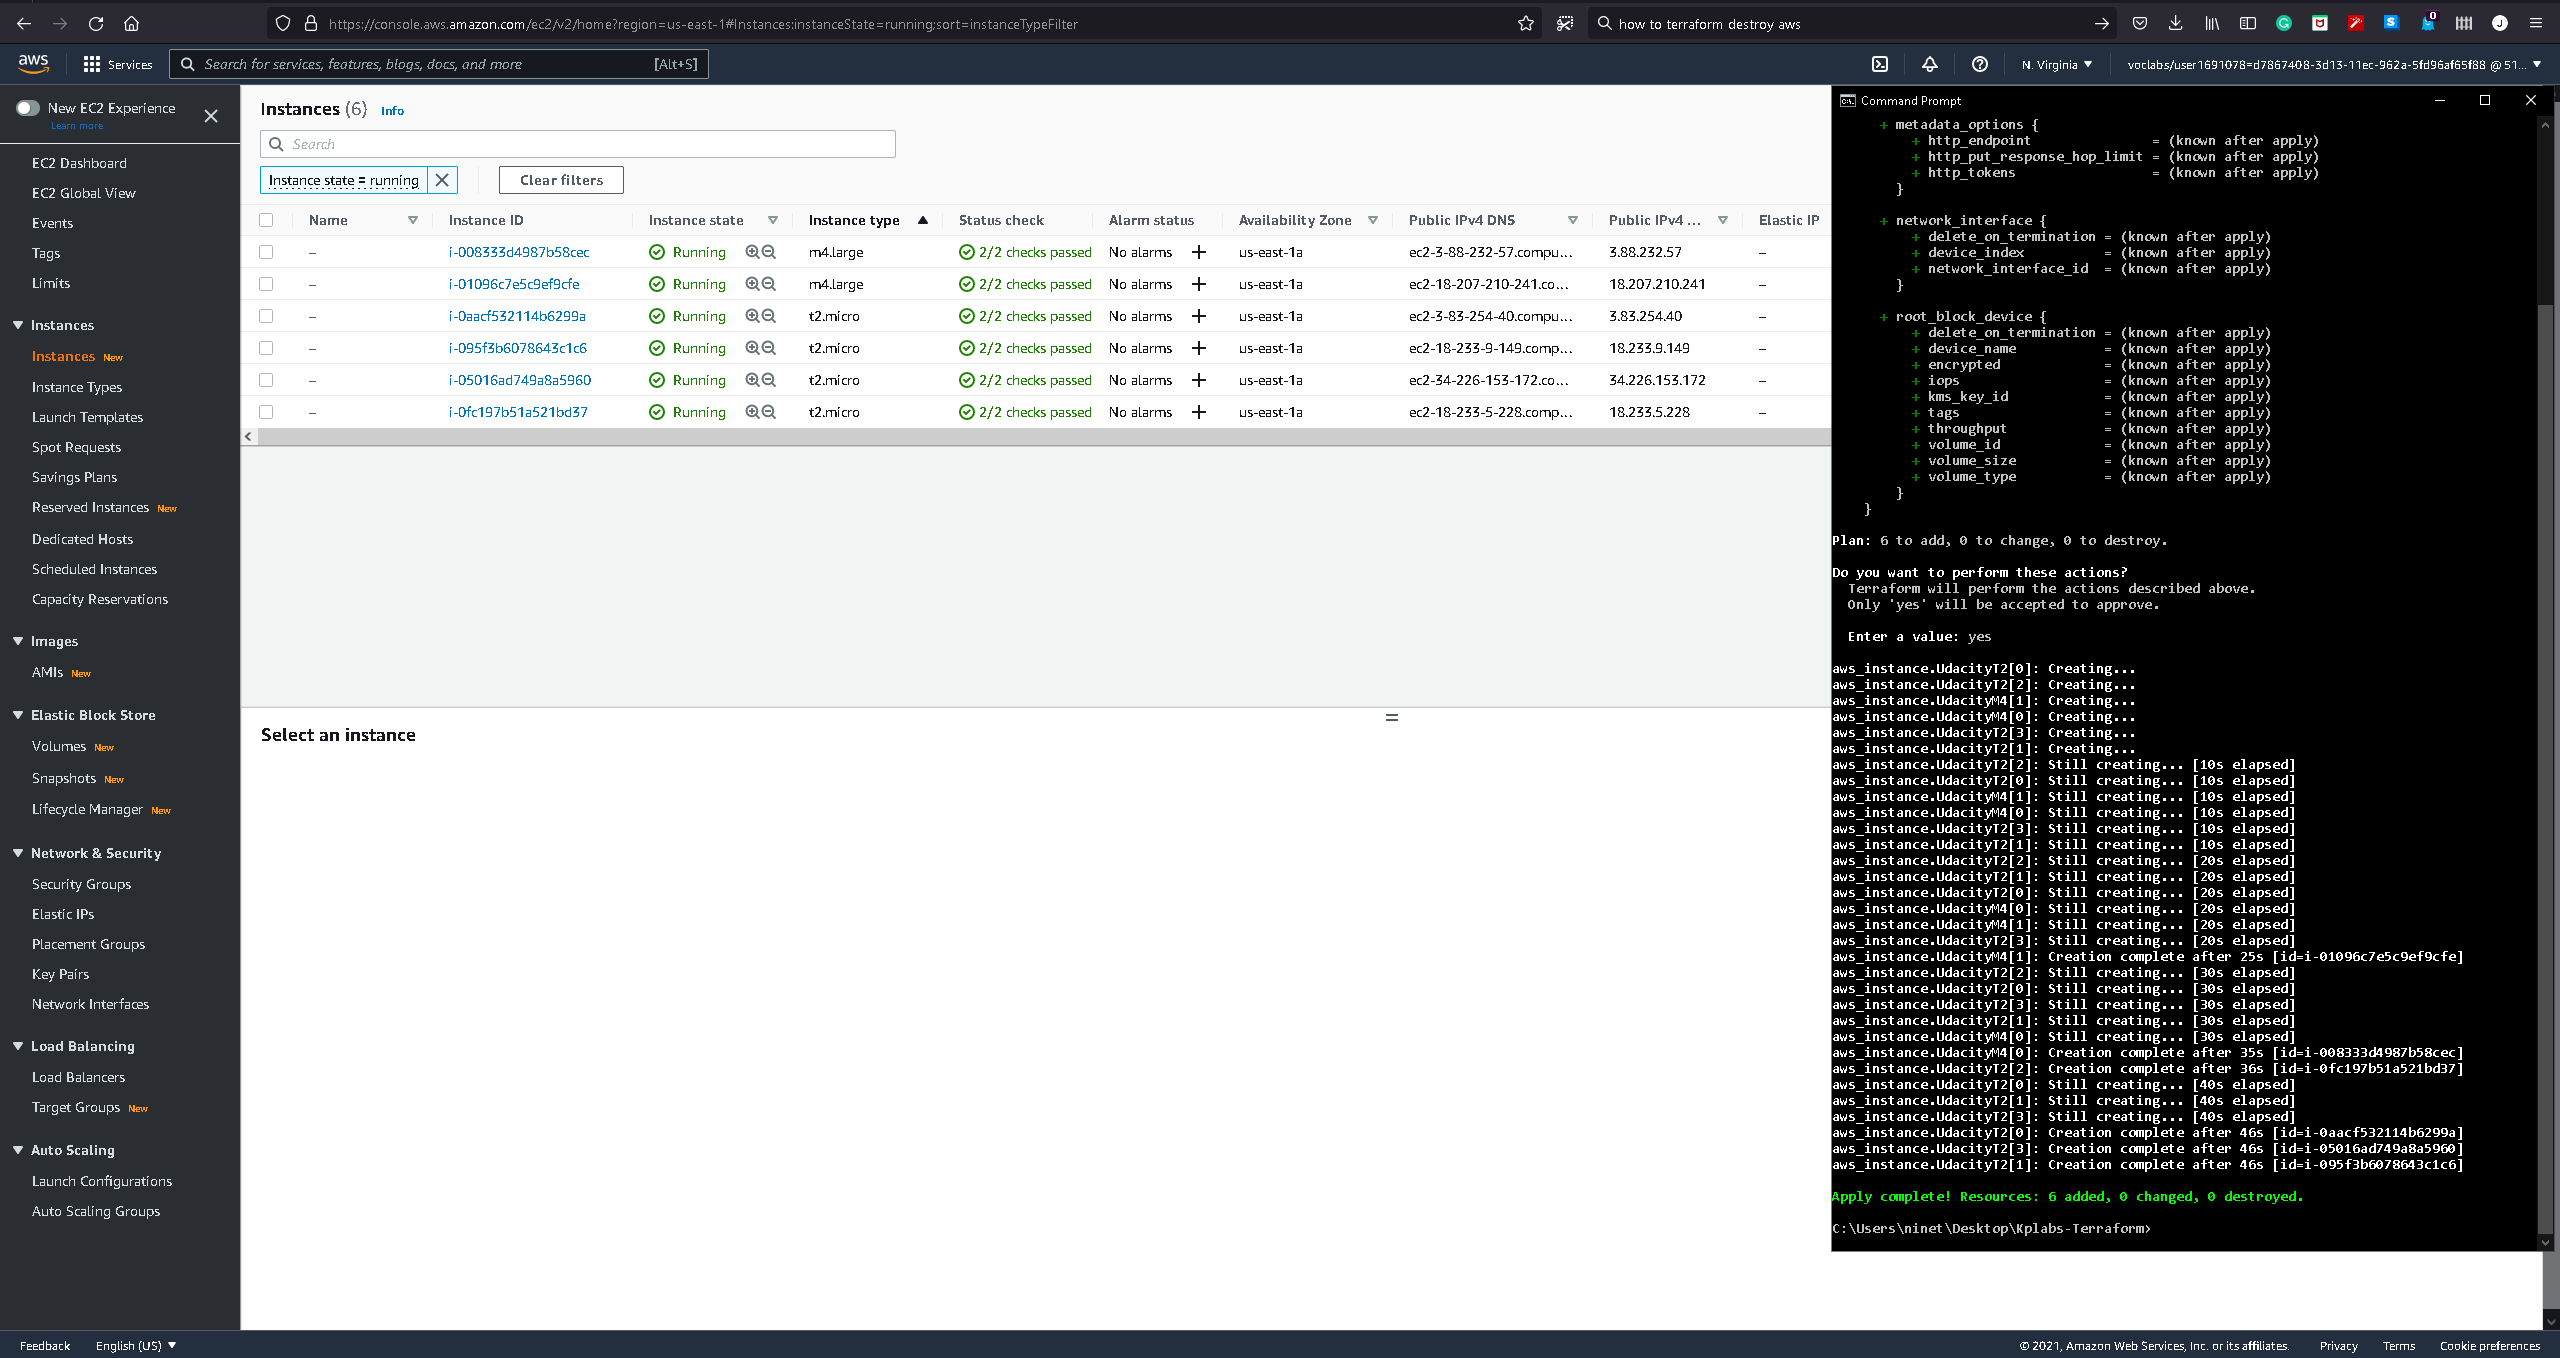 https://console.aws.amazon.com/ec2/v2/home?region=us-east-1#Instances:instanceState=running;sort=instanceTypeFilter
how to terraform destroy aws
0
J
aws
Services
Search for services, features, blogs, docs, and more
[Alt+S]
N. Virginia
voclabs/user1691078=d7867408-3d13-11ec-962a-5fd96af65f88 @ 51...
New EC2 Experience
Learn more
EC2 Dashboard
EC2 Global View
Events
Tags
Limits
Instances
Instances New
Instance Types
Launch Templates
Spot Requests
Savings Plans
Reserved Instances New
Dedicated Hosts
Scheduled Instances
Capacity Reservations
Images
AMIs New
Elastic Block Store
Volumes New
Snapshots New
Lifecycle Manager New
Network & Security
Security Groups
Elastic IPs
Placement Groups
Key Pairs
Network Interfaces
Load Balancing
Load Balancers
Target Groups New
Auto Scaling
Launch Configurations
Auto Scaling Groups
Instances (6) Info
Search
Instance state = running
Clear filters
Name Instance ID Instance state Instance type Status check Alarm status Availability Zone Public IPv4 DNS Public IPv4 ... Elastic IP
– i-008333d4987b58cec Running m4.large 2/2 checks passed No alarms + us-east-1a ec2-3-88-232-57.compu... 3.88.232.57 –
– i-01096c7e5c9ef9cfe Running m4.large 2/2 checks passed No alarms + us-east-1a ec2-18-207-210-241.co... 18.207.210.241 –
– i-0aacf532114b6299a Running t2.micro 2/2 checks passed No alarms + us-east-1a ec2-3-83-254-40.compu... 3.83.254.40 –
– i-095f3b6078643c1c6 Running t2.micro 2/2 checks passed No alarms + us-east-1a ec2-18-233-9-149.comp... 18.233.9.149 –
– i-05016ad749a8a5960 Running t2.micro 2/2 checks passed No alarms + us-east-1a ec2-34-226-153-172.co... 34.226.153.172 –
– i-0fc197b51a521bd37 Running t2.micro 2/2 checks passed No alarms + us-east-1a ec2-18-233-5-228.comp... 18.233.5.228 –
Select an instance
Command Prompt
+ metadata_options {
+ http_endpoint = (known after apply)
+ http_put_response_hop_limit = (known after apply)
+ http_tokens = (known after apply)
}
+ network_interface {
+ delete_on_termination = (known after apply)
+ device_index = (known after apply)
+ network_interface_id = (known after apply)
}
+ root_block_device {
+ delete_on_termination = (known after apply)
+ device_name = (known after apply)
+ encrypted = (known after apply)
+ iops = (known after apply)
+ kms_key_id = (known after apply)
+ tags = (known after apply)
+ throughput = (known after apply)
+ volume_id = (known after apply)
+ volume_size = (known after apply)
+ volume_type = (known after apply)
}
}
Plan: 6 to add, 0 to change, 0 to destroy.
Do you want to perform these actions?
Terraform will perform the actions described above.
Only 'yes' will be accepted to approve.
Enter a value: yes
aws_instance.UdacityT2[0]: Creating...
aws_instance.UdacityT2[2]: Creating...
aws_instance.UdacityM4[1]: Creating...
aws_instance.UdacityM4[0]: Creating...
aws_instance.UdacityT2[3]: Creating...
aws_instance.UdacityT2[1]: Creating...
aws_instance.UdacityT2[2]: Still creating... [10s elapsed]
aws_instance.UdacityT2[0]: Still creating... [10s elapsed]
aws_instance.UdacityM4[1]: Still creating... [10s elapsed]
aws_instance.UdacityM4[0]: Still creating... [10s elapsed]
aws_instance.UdacityT2[3]: Still creating... [10s elapsed]
aws_instance.UdacityT2[1]: Still creating... [10s elapsed]
aws_instance.UdacityT2[2]: Still creating... [20s elapsed]
aws_instance.UdacityT2[1]: Still creating... [20s elapsed]
aws_instance.UdacityT2[0]: Still creating... [20s elapsed]
aws_instance.UdacityM4[0]: Still creating... [20s elapsed]
aws_instance.UdacityM4[1]: Still creating... [20s elapsed]
aws_instance.UdacityT2[3]: Still creating... [20s elapsed]
aws_instance.UdacityM4[1]: Creation complete after 25s [id=i-01096c7e5c9ef9cfe]
aws_instance.UdacityT2[2]: Still creating... [30s elapsed]
aws_instance.UdacityT2[0]: Still creating... [30s elapsed]
aws_instance.UdacityT2[3]: Still creating... [30s elapsed]
aws_instance.UdacityT2[1]: Still creating... [30s elapsed]
aws_instance.UdacityM4[0]: Still creating... [30s elapsed]
aws_instance.UdacityM4[0]: Creation complete after 35s [id=i-008333d4987b58cec]
aws_instance.UdacityT2[2]: Creation complete after 36s [id=i-0fc197b51a521bd37]
aws_instance.UdacityT2[0]: Still creating... [40s elapsed]
aws_instance.UdacityT2[1]: Still creating... [40s elapsed]
aws_instance.UdacityT2[3]: Still creating... [40s elapsed]
aws_instance.UdacityT2[0]: Creation complete after 46s [id=i-0aacf532114b6299a]
aws_instance.UdacityT2[3]: Creation complete after 46s [id=i-05016ad749a8a5960]
aws_instance.UdacityT2[1]: Creation complete after 46s [id=i-095f3b6078643c1c6]
Apply complete! Resources: 6 added, 0 changed, 0 destroyed.
C:\Users\ninet\Desktop\Kplabs-Terraform>
Feedback English (US)
© 2021, Amazon Web Services, Inc. or its affiliates. Privacy Terms Cookie preferences